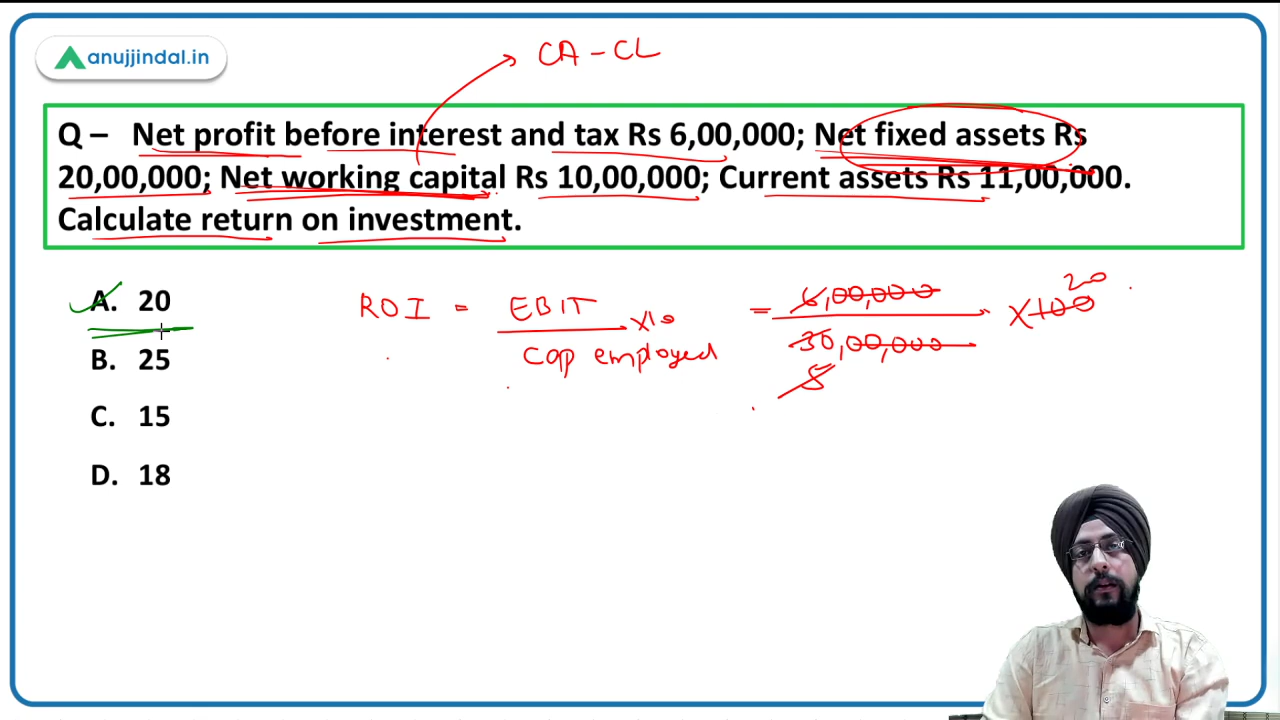 anujjindal.in
CA - CL
Q – Net profit before interest and tax Rs 6,00,000; Net fixed assets Rs
20,00,000; Net working capital Rs 10,00,000; Current assets Rs 11,00,000.
Calculate return on investment.
A. 20
B. 25
C. 15
D. 18
ROI = EBIT ×10 = 6,00,000 ×100 20
Cap employed 30,00,000
5